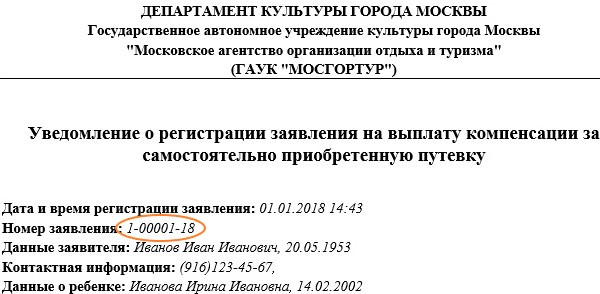 ДЕПАРТАМЕНТ КУЛЬТУРЫ ГОРОДА МОСКВЫ
Государственное автономное учреждение культуры города Москвы
"Московское агентство организации отдыха и туризма"
(ГАУК "МОСГОРТУР")
Уведомление о регистрации заявления на выплату компенсации за
самостоятельно приобретенную путевку
Дата и время регистрации заявления: 01.01.2018 14:43
Номер заявления: 1-00001-18
Данные заявителя: Иванов Иван Иванович, 20.05.1953
Контактная информация: (916)123-45-67,
Данные о ребенке: Иванова Ирина Ивановна, 14.02.2002